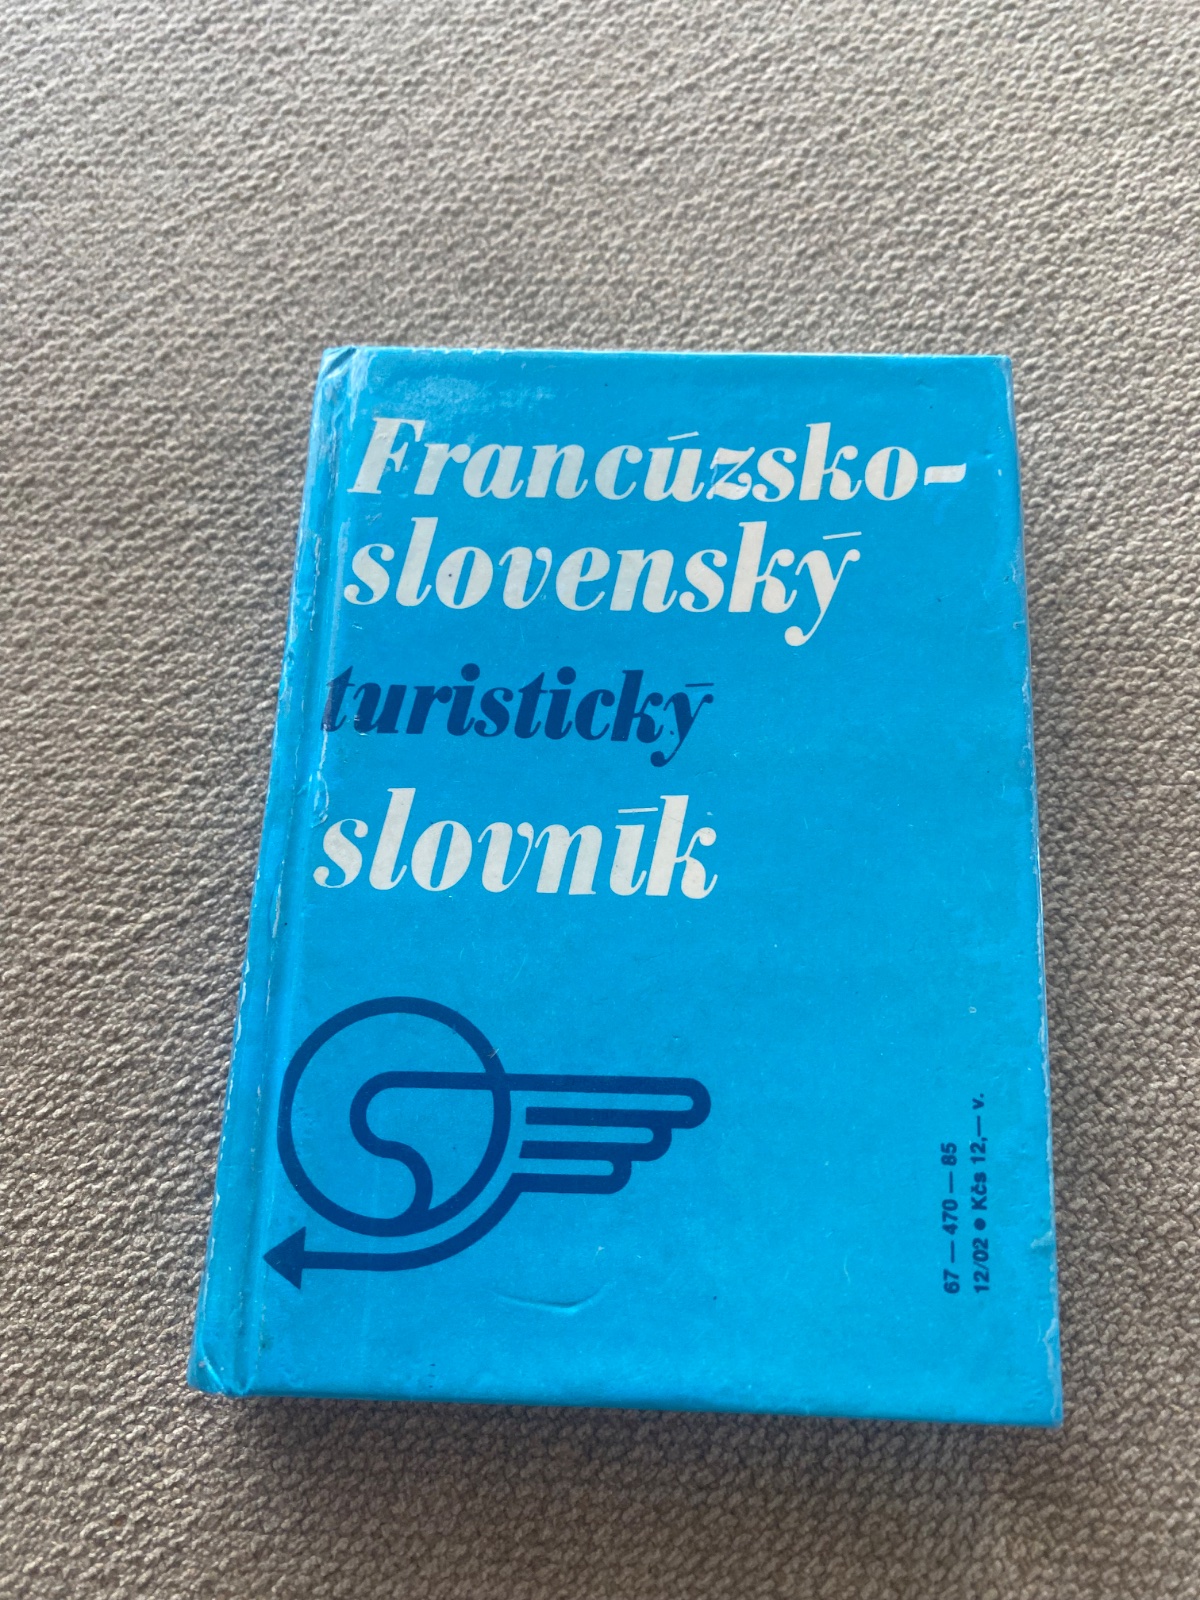 Francúzsko-
slovenský
turistický
slovník
67 — 470 — 85
12/02 ● Kčs 12,— v.